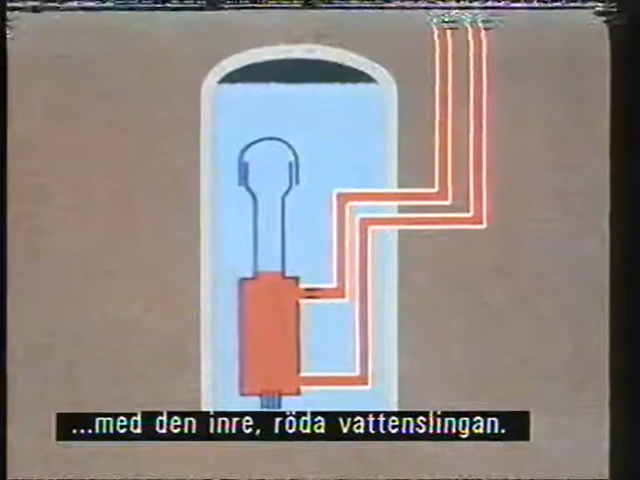 ...med den inre, röda vattenslingan.